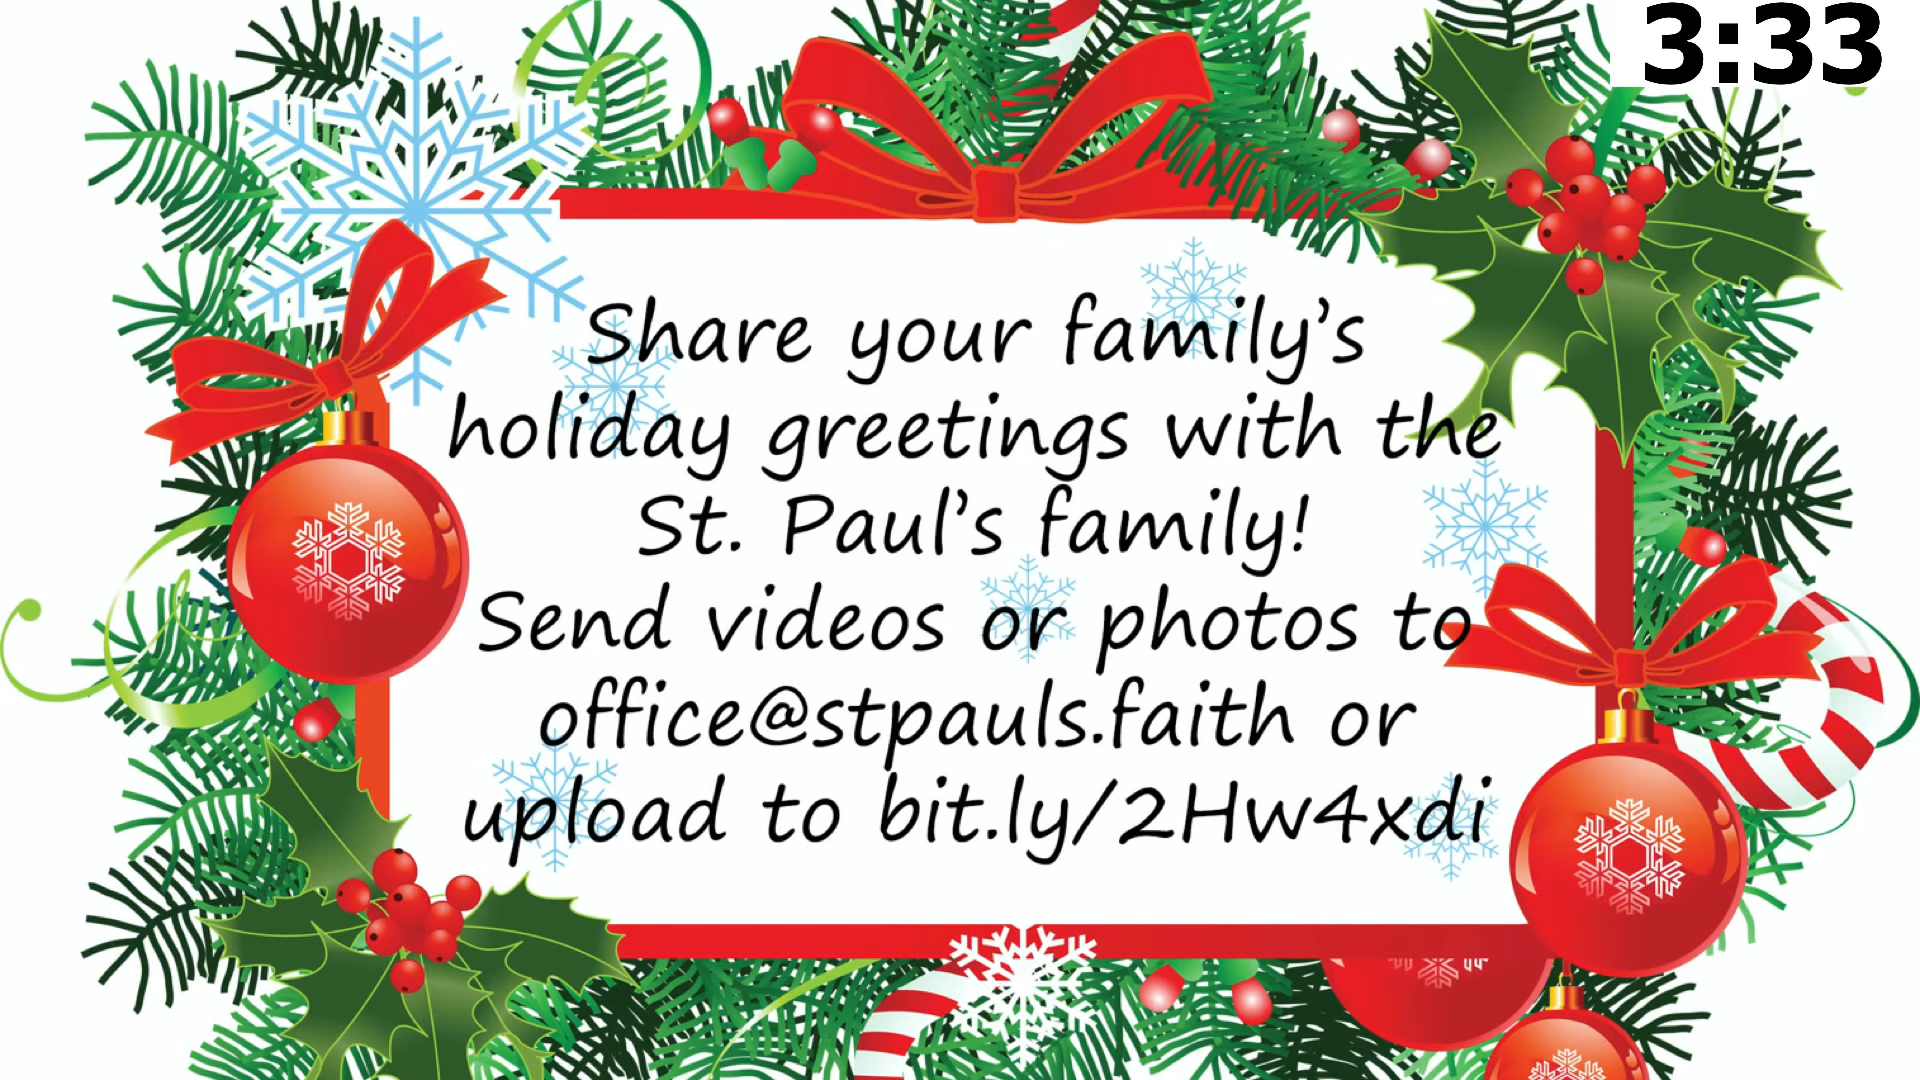 3:33
Share your family’s
holiday greetings with the
St. Paul’s family!
Send videos or photos to
office@stpauls.faith or
upload to bit.ly/2Hw4xdi